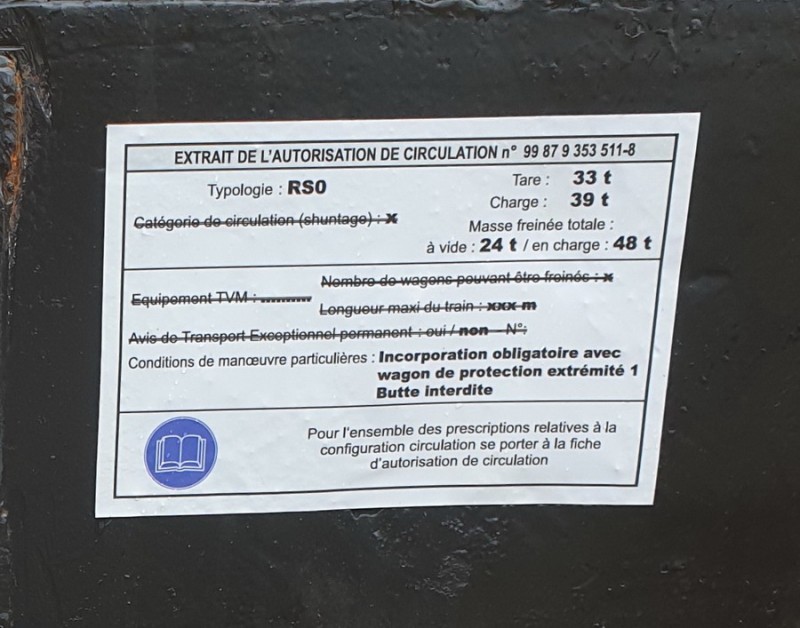 EXTRAIT DE L'AUTORISATION DE CIRCULATION n° 99 87 9 353 511-8
Typologie : RS0
Tare : 33 t
Charge : 39 t
Catégorie de circulation (shuntage) : X
Masse freinée totale :
à vide : 24 t / en charge : 48 t
Nombre de wagons pouvant être freinés : x
Equipement TVM : ..........
Longueur maxi du train : xxx m
Avis de Transport Exceptionnel permanent : oui / non - N°:
Conditions de manœuvre particulières : Incorporation obligatoire avec
wagon de protection extrémité 1
Butte interdite
Pour l'ensemble des prescriptions relatives à la
configuration circulation se porter à la fiche
d'autorisation de circulation